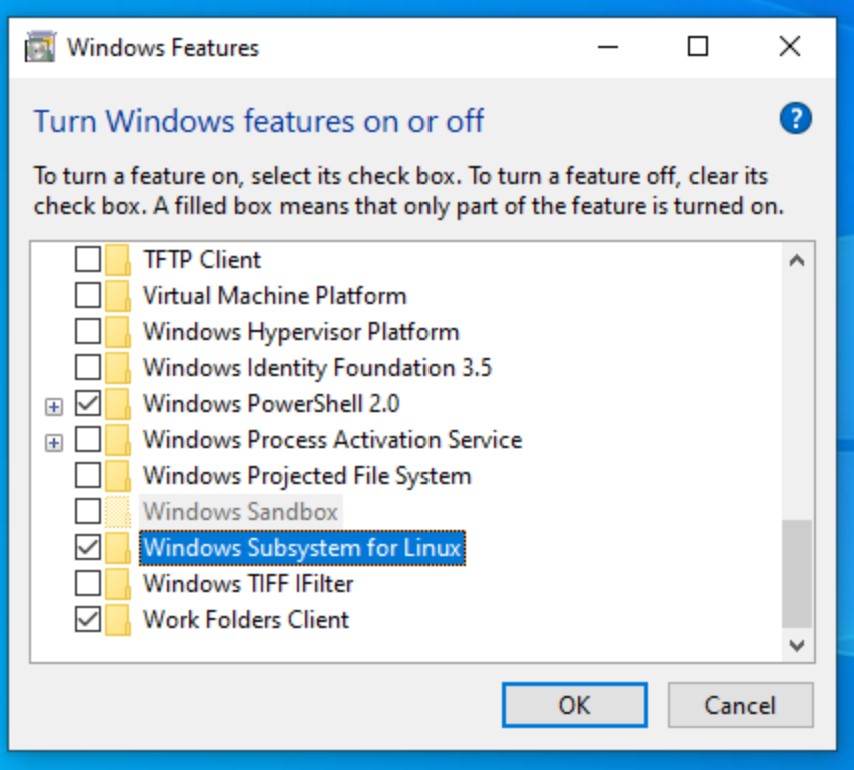 Windows Features
Turn Windows features on or off
?
To turn a feature on, select its check box. To turn a feature off, clear its
check box. A filled box means that only part of the feature is turned on.
TFTP Client
Virtual Machine Platform
Windows Hypervisor Platform
Windows Identity Foundation 3.5
Windows PowerShell 2.0
Windows Process Activation Service
Windows Projected File System
Windows Sandbox
Windows Subsystem for Linux
Windows TIFF IFilter
Work Folders Client
OK
Cancel